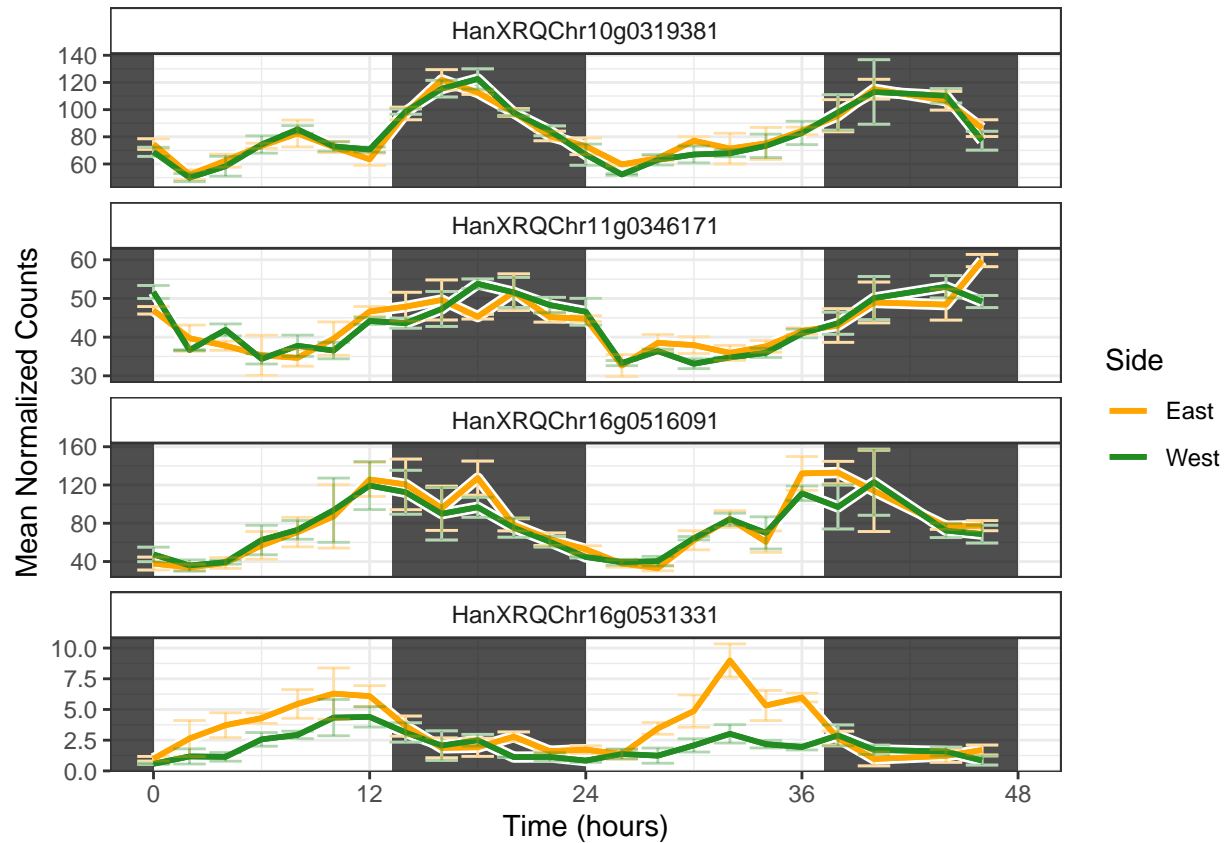 HanXRQChr10g0319381
140
120
100
80
60
HanXRQChr11g0346171
60
50
40
30
HanXRQChr16g0516091
160
120
80
40
HanXRQChr16g0531331
10.0
7.5
5.0
2.5
0.0
0 12 24 36 48
Time (hours)
Mean Normalized Counts
Side
East
West